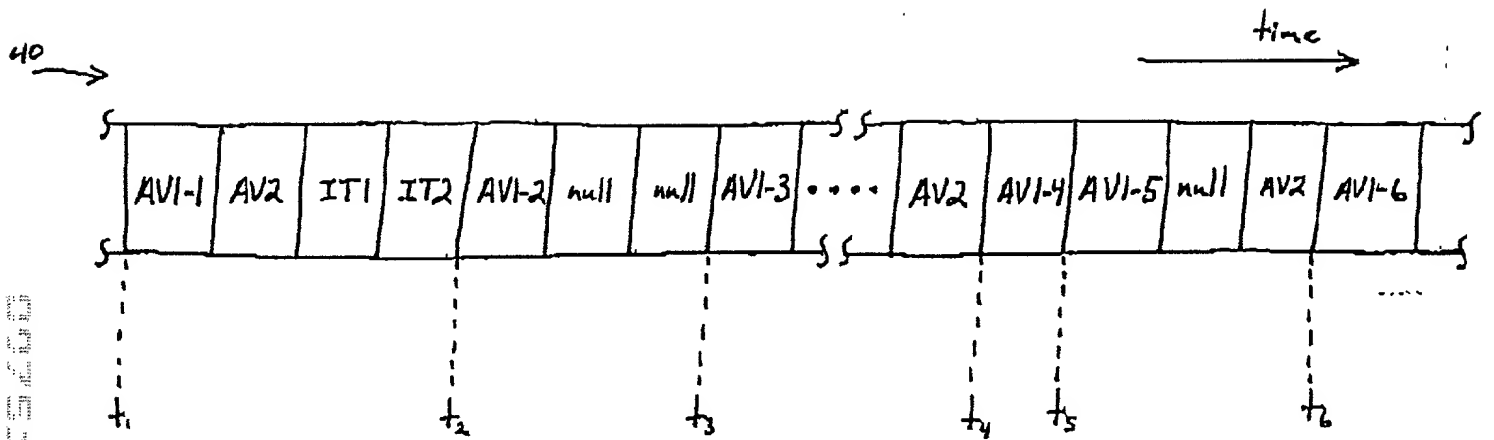 40
time
AV1-1 AV2 IT1 IT2 AV1-2 null null AV1-3 .... AV2 AV1-4 AV1-5 null AV2 AV1-6
t₁ t₂ t₃ t₄ t₅ t₆